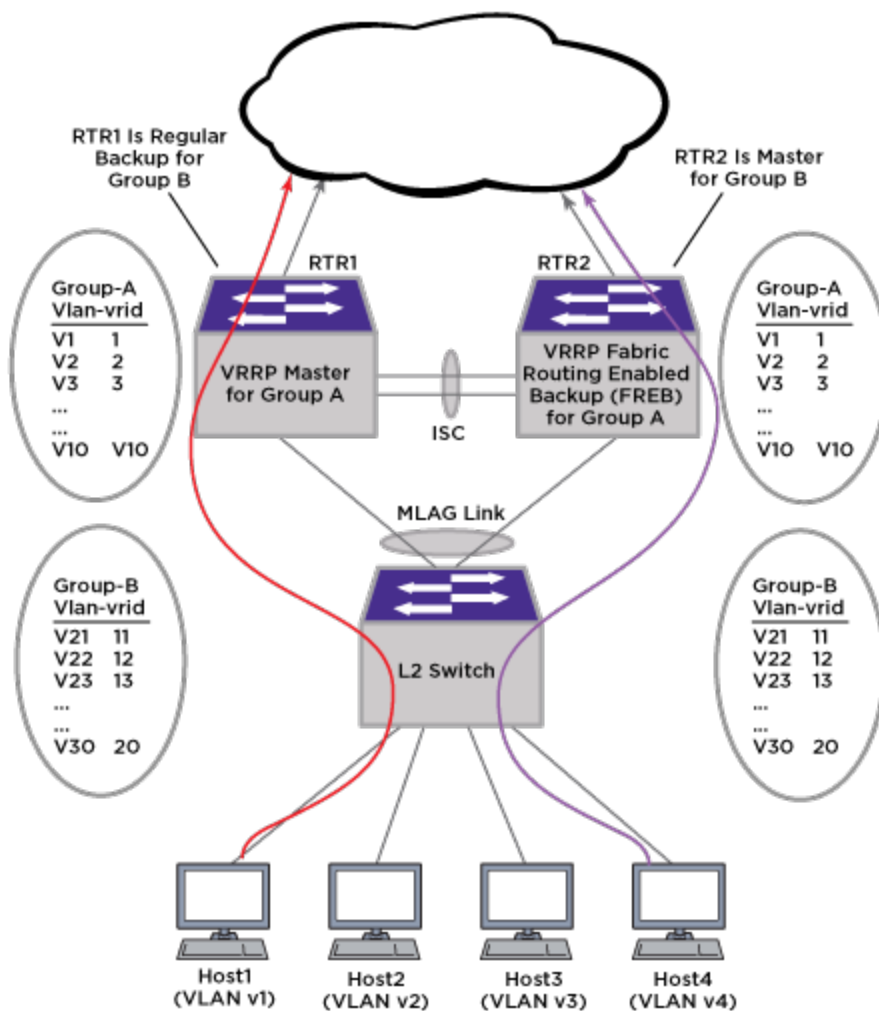 RTR1 Is Regular
Backup for
Group B
RTR2 Is Master
for Group B
RTR1
RTR2
Group-A
Vlan-vrid
V1 1
V2 2
V3 3
...
...
V10 V10
VRRP Master
for Group A
ISC
VRRP Fabric
Routing Enabled
Backup (FREB)
for Group A
Group-A
Vlan-vrid
V1 1
V2 2
V3 3
...
...
V10 V10
MLAG Link
Group-B
Vlan-vrid
V21 11
V22 12
V23 13
...
...
V30 20
L2 Switch
Group-B
Vlan-vrid
V21 11
V22 12
V23 13
...
...
V30 20
Host1
(VLAN v1)
Host2
(VLAN v2)
Host3
(VLAN v3)
Host4
(VLAN v4)